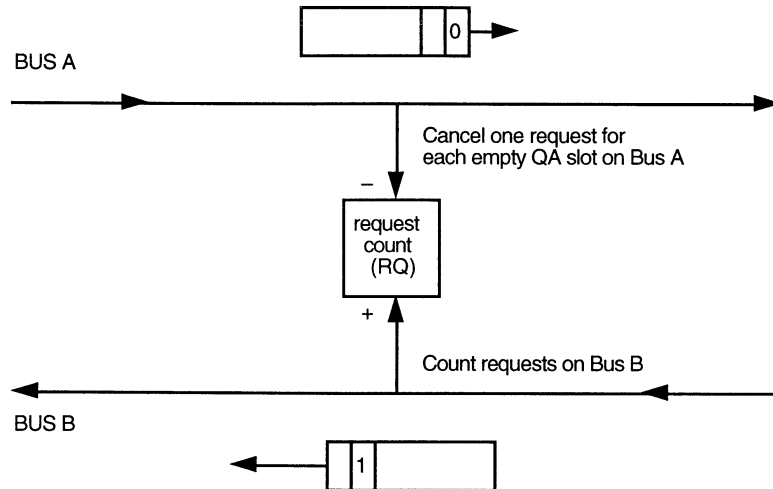 0
BUS A
Cancel one request for
each empty QA slot on Bus A
–
request
count
(RQ)
+
Count requests on Bus B
BUS B
1